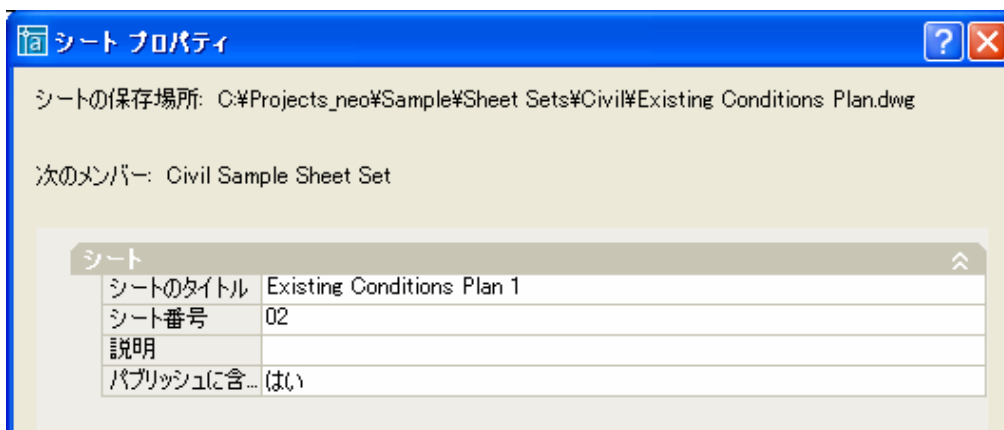 シート プロパティ
シートの保存場所: C:¥Projects_neo¥Sample¥Sheet Sets¥Civil¥Existing Conditions Plan.dwg
次のメンバー: Civil Sample Sheet Set
シート
シートのタイトル Existing Conditions Plan 1
シート番号 02
説明
パブリッシュに含... はい